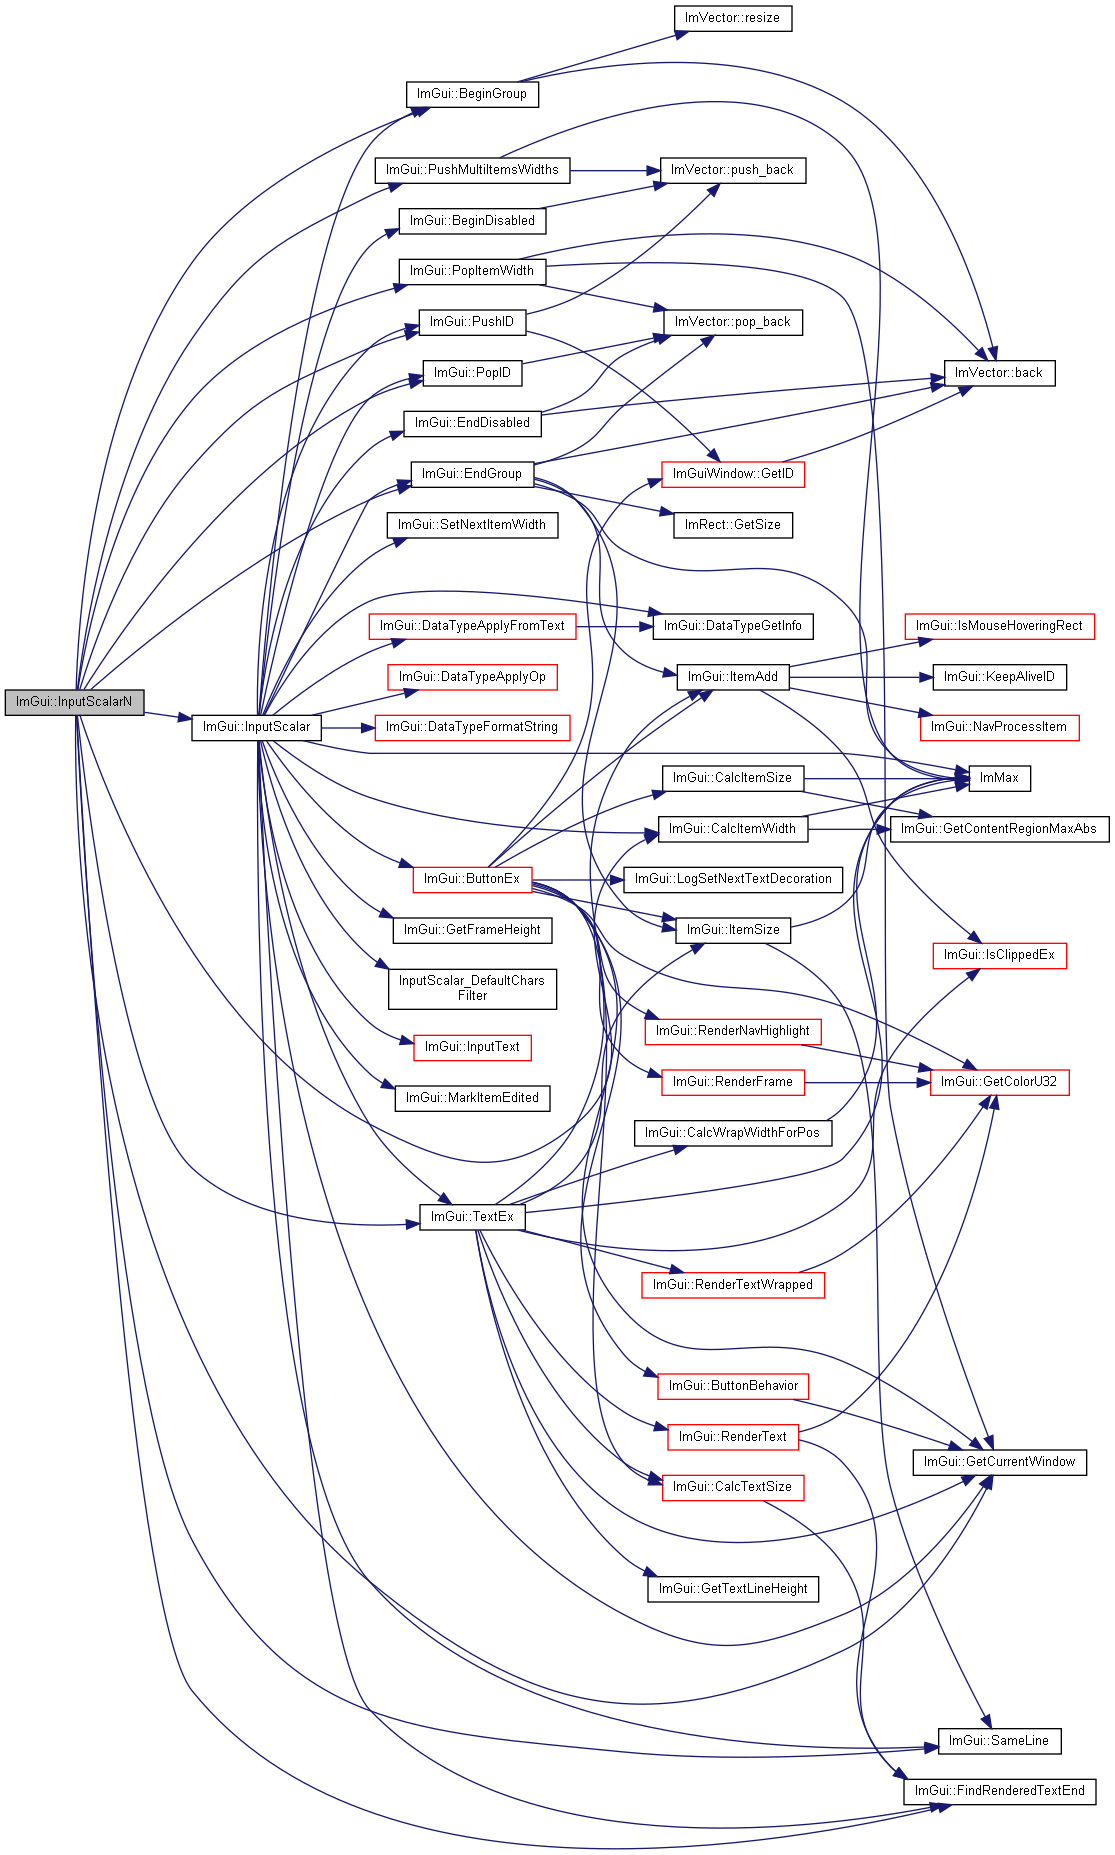 ImVector::resize
ImGui::BeginGroup
ImGui::PushMultiItemsWidths
ImVector::push_back
ImGui::BeginDisabled
ImGui::PopItemWidth
ImGui::PushID
ImVector::pop_back
ImGui::PopID
ImVector::back
ImGui::EndDisabled
ImGui::EndGroup
ImGuiWindow::GetID
ImGui::SetNextItemWidth
ImRect::GetSize
ImGui::DataTypeApplyFromText
ImGui::DataTypeGetInfo
ImGui::IsMouseHoveringRect
ImGui::DataTypeApplyOp
ImGui::ItemAdd
ImGui::KeepAliveID
ImGui::InputScalarN
ImGui::InputScalar
ImGui::DataTypeFormatString
ImGui::NavProcessItem
ImGui::CalcItemSize
ImMax
ImGui::CalcItemWidth
ImGui::GetContentRegionMaxAbs
ImGui::ButtonEx
ImGui::LogSetNextTextDecoration
ImGui::GetFrameHeight
ImGui::ItemSize
ImGui::IsClippedEx
InputScalar_DefaultChars
Filter
ImGui::RenderNavHighlight
ImGui::InputText
ImGui::RenderFrame
ImGui::GetColorU32
ImGui::MarkItemEdited
ImGui::CalcWrapWidthForPos
ImGui::TextEx
ImGui::RenderTextWrapped
ImGui::ButtonBehavior
ImGui::RenderText
ImGui::GetCurrentWindow
ImGui::CalcTextSize
ImGui::GetTextLineHeight
ImGui::SameLine
ImGui::FindRenderedTextEnd